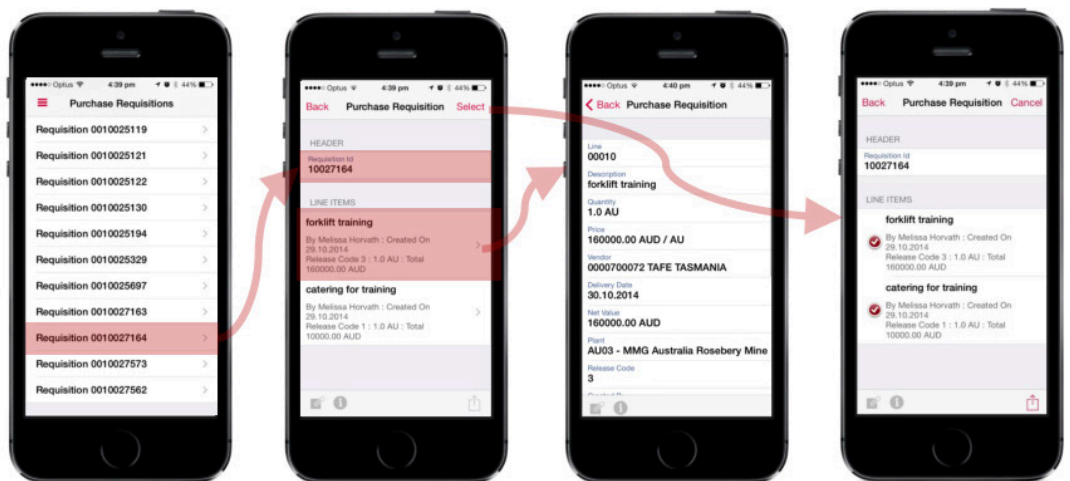 Optus 4:39 pm 44%
Purchase Requisitions
Requisition 0010025119
Requisition 0010025121
Requisition 0010025122
Requisition 0010025130
Requisition 0010025194
Requisition 0010025329
Requisition 0010025697
Requisition 0010027163
Requisition 0010027164
Requisition 0010027573
Requisition 0010027562
Optus 4:39 pm 44%
Back Purchase Requisition Select
HEADER
Requisition Id
10027164
LINE ITEMS
forklift training
By Melissa Horvath : Created On
29.10.2014
Release Code 3 : 1.0 AU : Total
160000.00 AUD
catering for training
By Melissa Horvath : Created On
29.10.2014
Release Code 1 : 1.0 AU : Total
10000.00 AUD
Optus 4:40 pm 44%
Back Purchase Requisition
Line
00010
Description
forklift training
Quantity
1.0 AU
Price
160000.00 AUD / AU
Vendor
0000700072 TAFE TASMANIA
Delivery Date
30.10.2014
Net Value
160000.00 AUD
Plant
AU03 - MMG Australia Rosebery Mine
Release Code
3
Optus 4:39 pm 44%
Back Purchase Requisition Cancel
HEADER
Requisition Id
10027164
LINE ITEMS
forklift training
By Melissa Horvath : Created On
29.10.2014
Release Code 3 : 1.0 AU : Total
160000.00 AUD
catering for training
By Melissa Horvath : Created On
29.10.2014
Release Code 1 : 1.0 AU : Total
10000.00 AUD